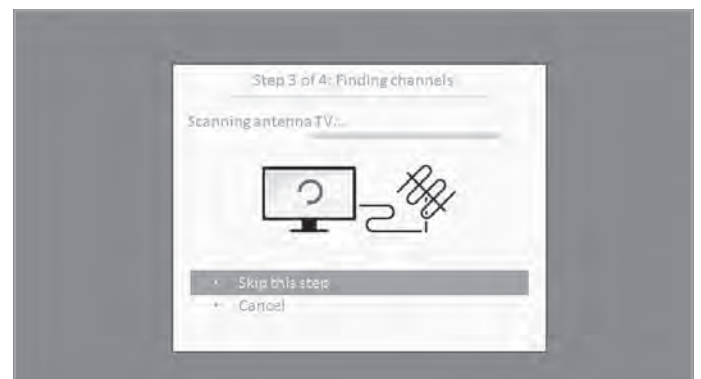 Step 3 of 4: Finding channels
Scanning antenna TV...
• Skip this step
• Cancel